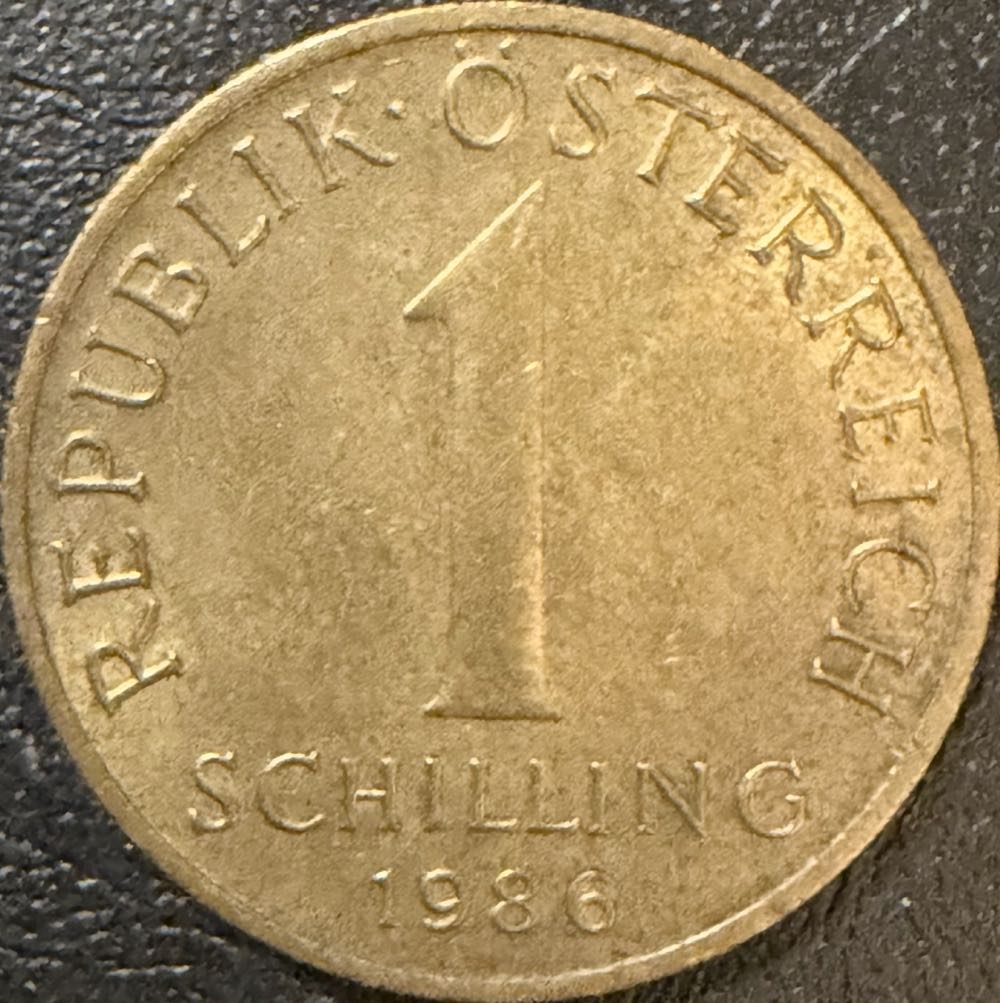 REPUBLIK·ÖSTERREICH
1
SCHILLING
1986